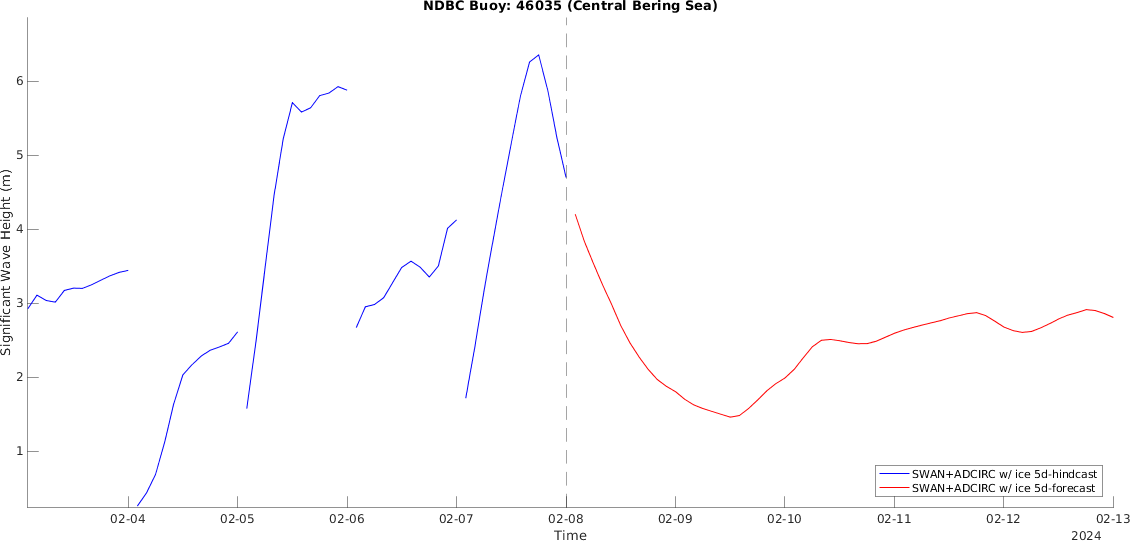 NDBC Buoy: 46035 (Central Bering Sea)
Significant Wave Height (m)
6
5
4
3
2
1
SWAN+ADCIRC w/ ice 5d-hindcast
SWAN+ADCIRC w/ ice 5d-forecast
02-04 02-05 02-06 02-07 02-08 02-09 02-10 02-11 02-12 02-13
Time
2024